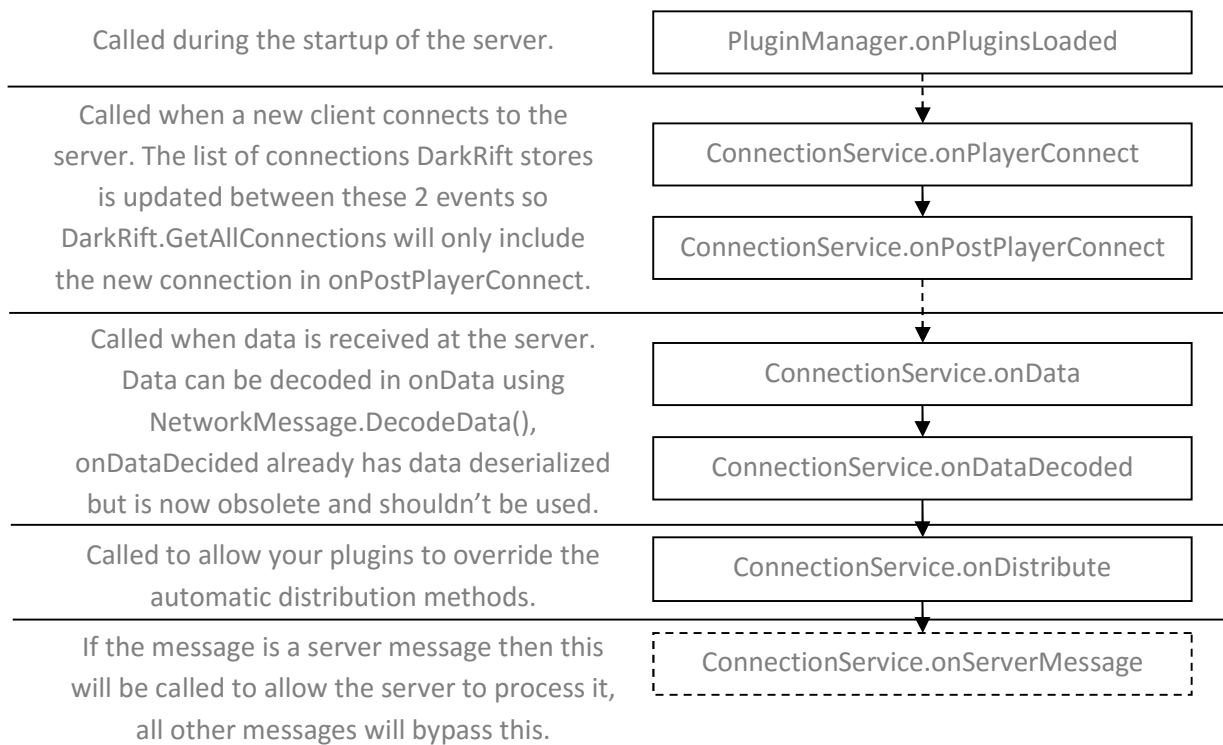 Called during the startup of the server.
PluginManager.onPluginsLoaded
Called when a new client connects to the
server. The list of connections DarkRift stores
is updated between these 2 events so
DarkRift.GetAllConnections will only include
the new connection in onPostPlayerConnect.
ConnectionService.onPlayerConnect
ConnectionService.onPostPlayerConnect
Called when data is received at the server.
Data can be decoded in onData using
NetworkMessage.DecodeData(),
onDataDecided already has data deserialized
but is now obsolete and shouldn’t be used.
ConnectionService.onData
ConnectionService.onDataDecoded
Called to allow your plugins to override the
automatic distribution methods.
ConnectionService.onDistribute
If the message is a server message then this
will be called to allow the server to process it,
all other messages will bypass this.
ConnectionService.onServerMessage